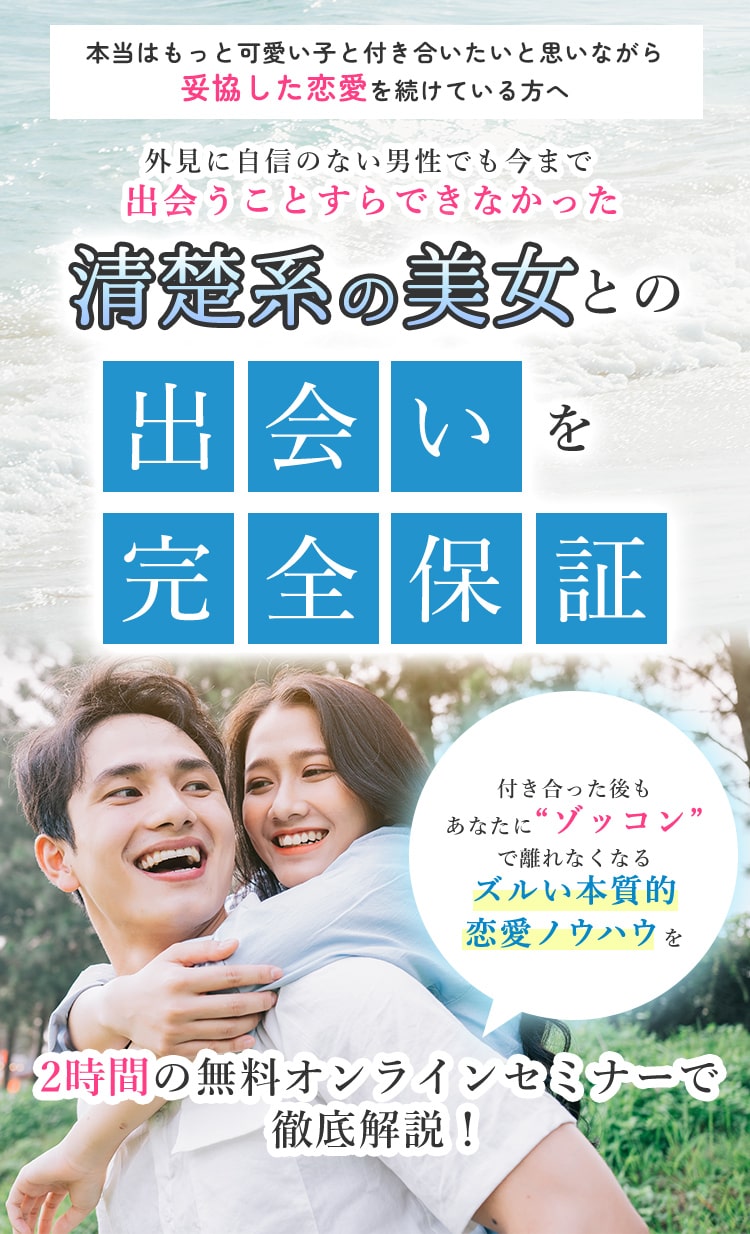 本当はもっと可愛い子と付き合いたいと思いながら
妥協した恋愛を続けている方へ
外見に自信のない男性でも今まで
出会うことすらできなかった
清楚系の美女との
出会いを
完全保証
付き合った後も
あなたに“ゾッコン”
で離れなくなる
ズルい本質的
恋愛ノウハウを
2時間の無料オンラインセミナーで
徹底解説！